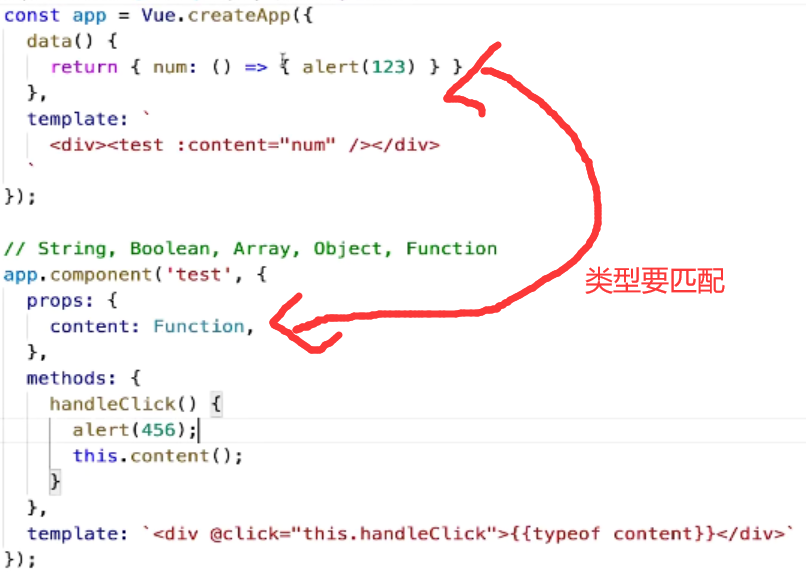 const app = Vue.createApp({
  data() {
    return { num: () => { alert(123) } }
  },
  template: `
    <div><test :content="num" /></div>
  `
});
// String, Boolean, Array, Object, Function
app.component('test', {
  props: {
    content: Function,
  },
  methods: {
    handleClick() {
      alert(456);
      this.content();
    }
  },
  template: `<div @click="this.handleClick">{{typeof content}}</div>`
});
类型要匹配